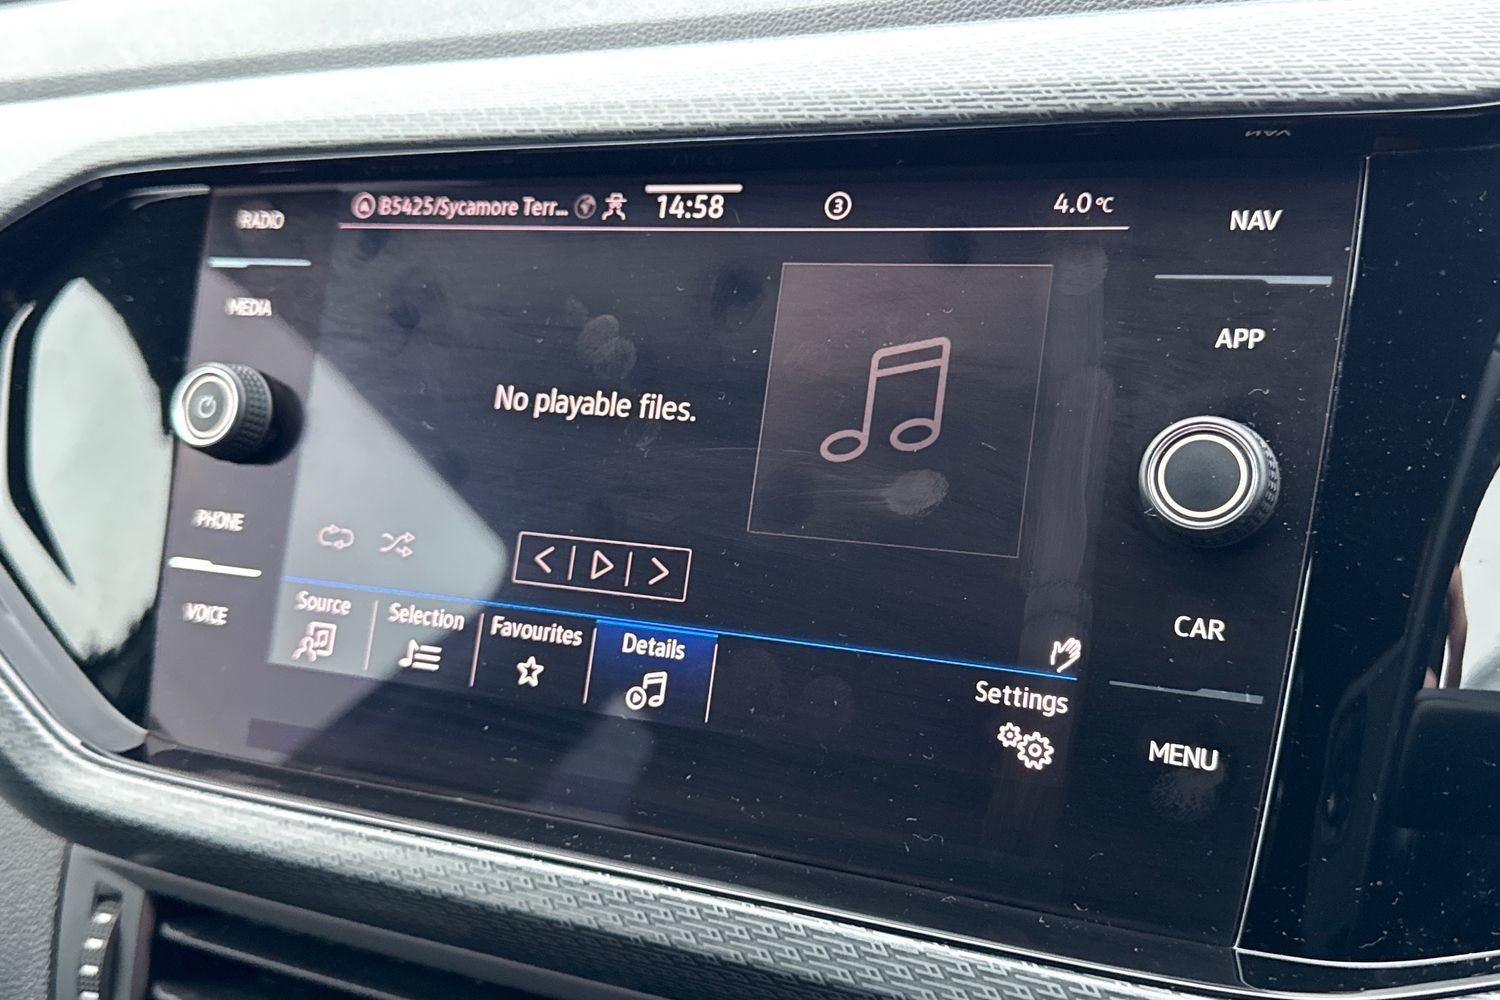 B5425/Sycamore Terr... 14:58 3 4.0°C
RADIO
MEDIA
PHONE
VOICE
No playable files.
Source
Selection
Favourites
Details
Settings
NAV
APP
CAR
MENU